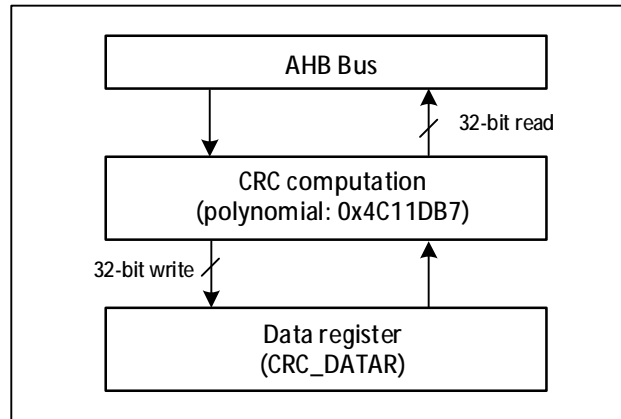 AHB Bus
32-bit read
CRC computation
(polynomial: 0x4C11DB7)
32-bit write
Data register
(CRC_DATAR)